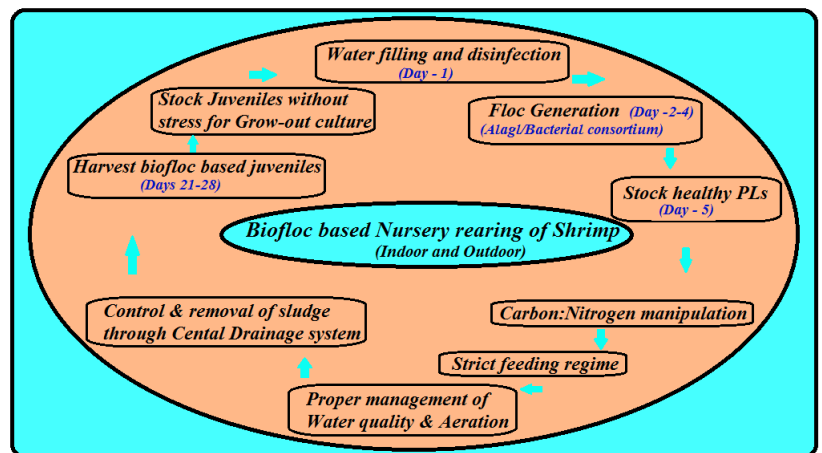 Water filling and disinfection
(Day - 1)
Floc Generation (Day -2-4)
(Alagl/Bacterial consortium)
Stock healthy PLs
(Day - 5)
Carbon:Nitrogen manipulation
Strict feeding regime
Proper management of
Water quality & Aeration
Control & removal of sludge
through Cental Drainage system
Harvest biofloc based juveniles
(Days 21-28)
Stock Juveniles without
stress for Grow-out culture
Biofloc based Nursery rearing of Shrimp
(Indoor and Outdoor)